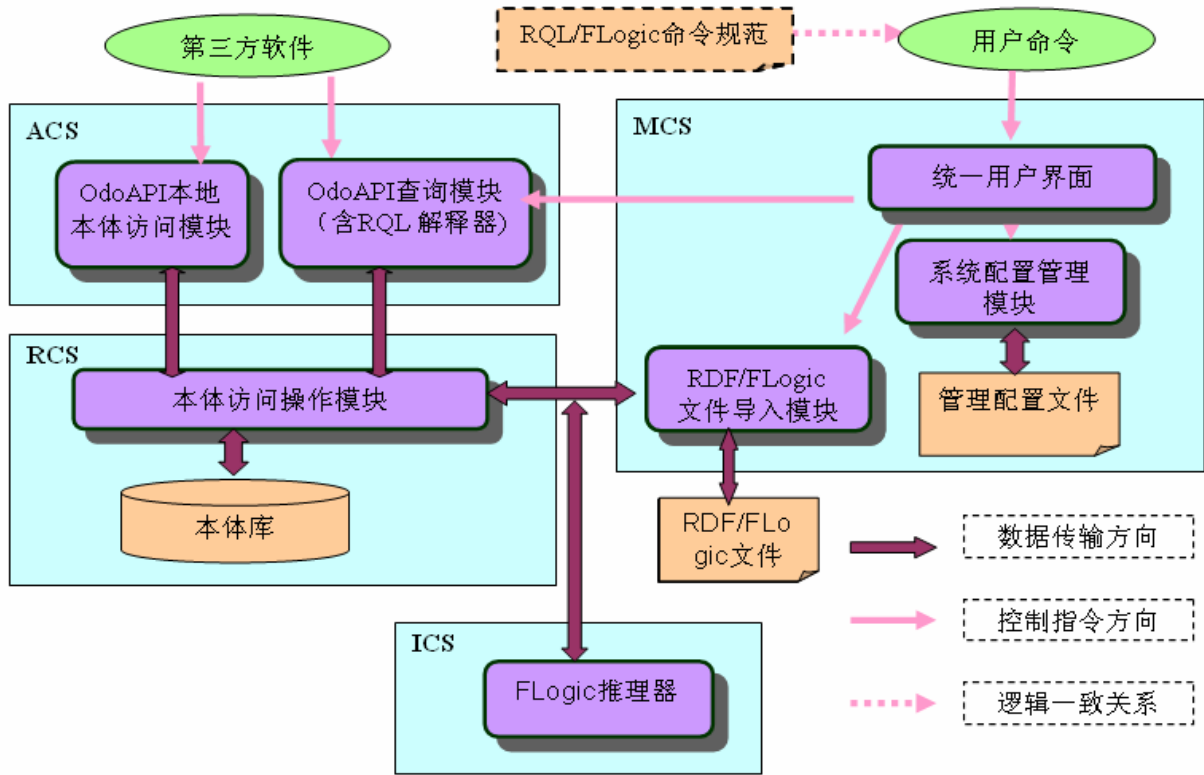 第三方软件
RQL/FLogic命令规范
用户命令
ACS
MCS
OdoAPI本地
本体访问模块
OdoAPI查询模块
（含RQL 解释器)
统一用户界面
系统配置管理
模块
RCS
本体访问操作模块
RDF/FLogic
文件导入模块
管理配置文件
本体库
RDF/FLo
gic文件
数据传输方向
控制指令方向
ICS
FLogic推理器
逻辑一致关系